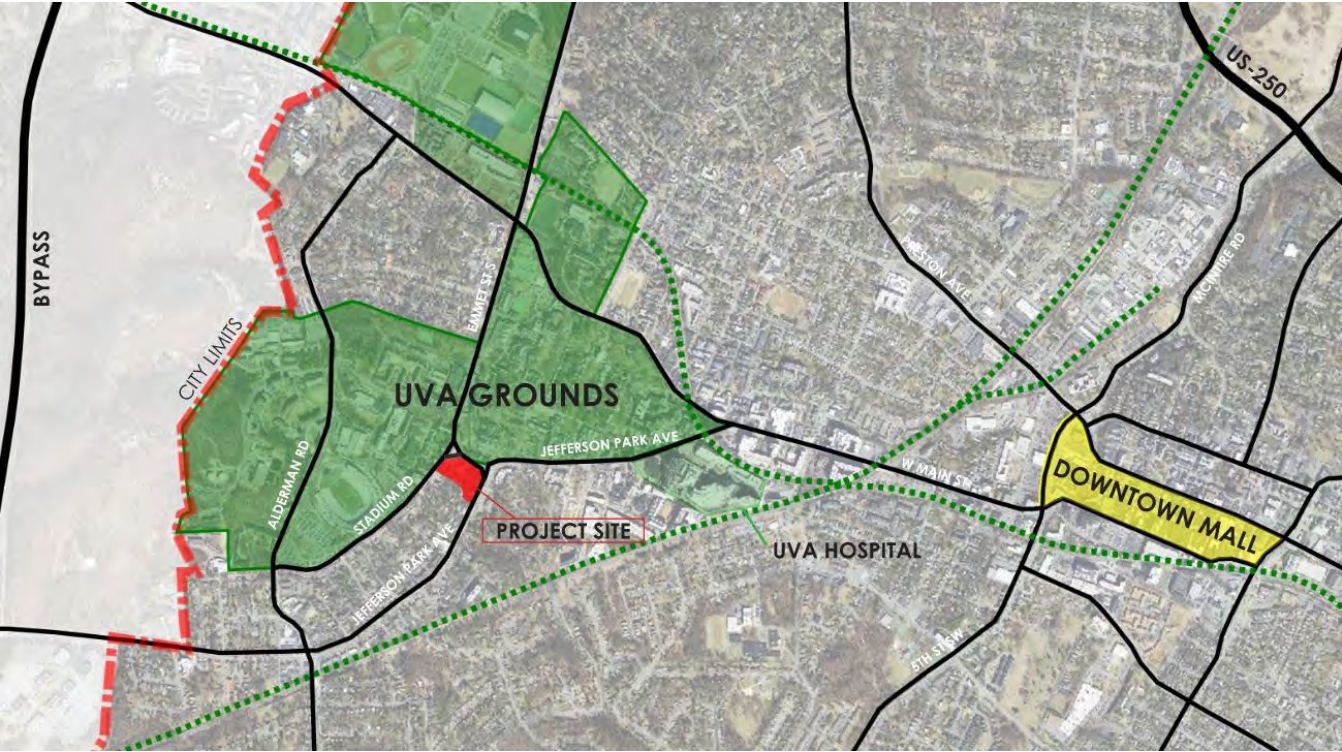 US-250
BYPASS
PRESTON AVE
MCINTIRE RD
EMMET ST S
CITY LIMITS
UVA GROUNDS
JEFFERSON PARK AVE
ALDERMAN RD
STADIUM RD
W MAIN ST
DOWNTOWN MALL
PROJECT SITE
UVA HOSPITAL
JEFFERSON PARK AVE
5TH ST SW